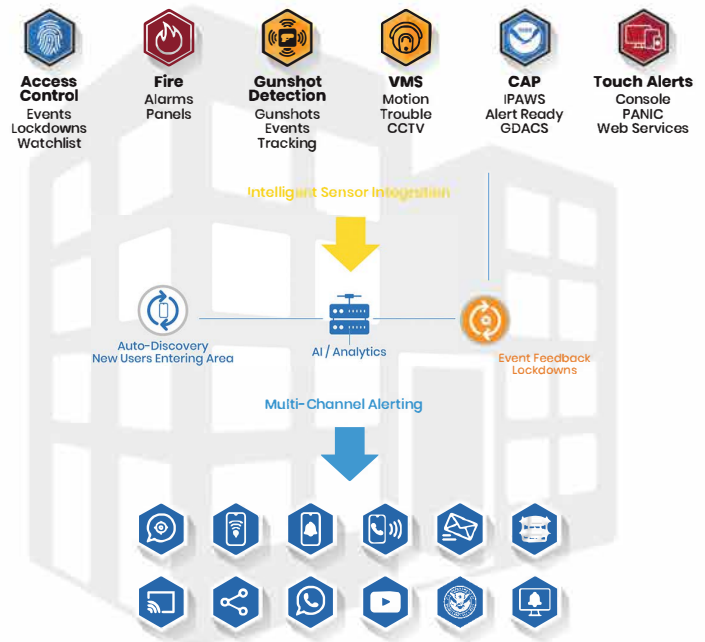 Access
Control
Events
Lockdowns
Watchlist
Fire
Alarms
Panels
Gunshot
Detection
Gunshots
Events
Tracking
VMS
Motion
Trouble
CCTV
CAP
IPAWS
Alert Ready
GDACS
Touch Alerts
Console
PANIC
Web Services
Intelligent Sensor Integration
Auto-Discovery
New Users Entering Area
AI / Analytics
Event Feedback
Lockdowns
Multi-Channel Alerting